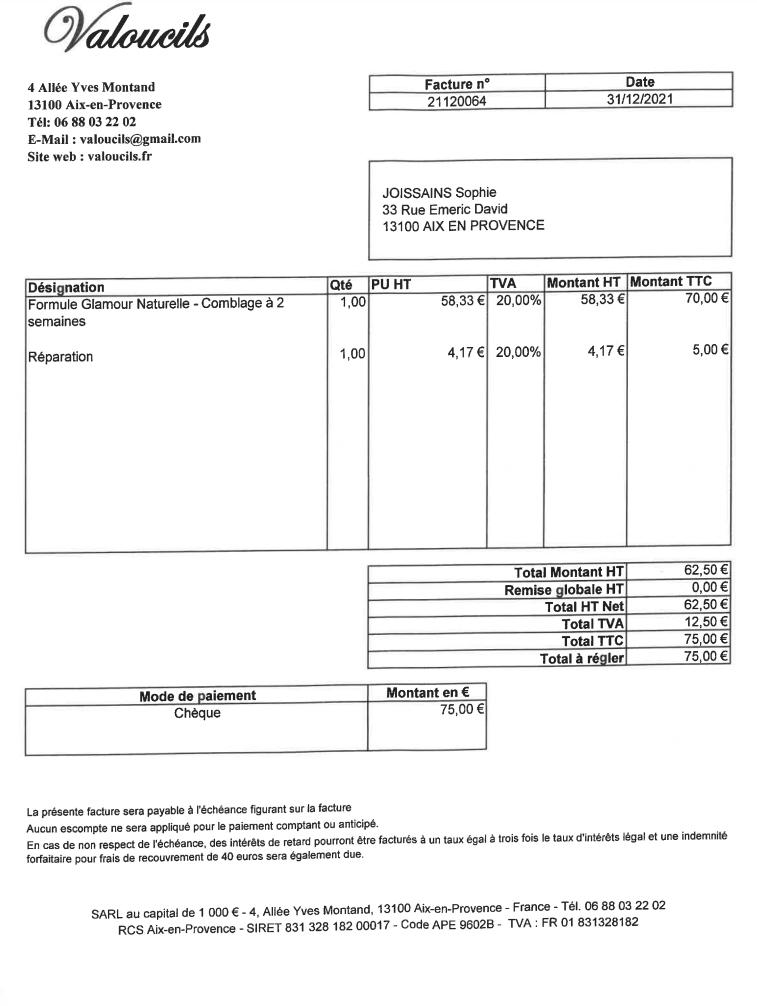 Valoucils
4 Allée Yves Montand
13100 Aix-en-Provence
Tél: 06 88 03 22 02
E-Mail : valoucils@gmail.com
Site web : valoucils.fr
Facture n° Date
21120064 31/12/2021
JOISSAINS Sophie
33 Rue Emeric David
13100 AIX EN PROVENCE
Désignation Qté PU HT TVA Montant HT Montant TTC
Formule Glamour Naturelle - Comblage à 2 1,00 58,33 € 20,00% 58,33 € 70,00 €
semaines
Réparation 1,00 4,17 € 20,00% 4,17 € 5,00 €
Total Montant HT 62,50 €
Remise globale HT 0,00 €
Total HT Net 62,50 €
Total TVA 12,50 €
Total TTC 75,00 €
Total à régler 75,00 €
Mode de paiement Montant en €
Chèque 75,00 €
La présente facture sera payable à l'échéance figurant sur la facture
Aucun escompte ne sera appliqué pour le paiement comptant ou anticipé.
En cas de non respect de l'échéance, des intérêts de retard pourront être facturés à un taux égal à trois fois le taux d'intérêts légal et une indemnité
forfaitaire pour frais de recouvrement de 40 euros sera également due.
SARL au capital de 1 000 € - 4, Allée Yves Montand, 13100 Aix-en-Provence - France - Tél. 06 88 03 22 02
RCS Aix-en-Provence - SIRET 831 328 182 00017 - Code APE 9602B - TVA : FR 01 831328182